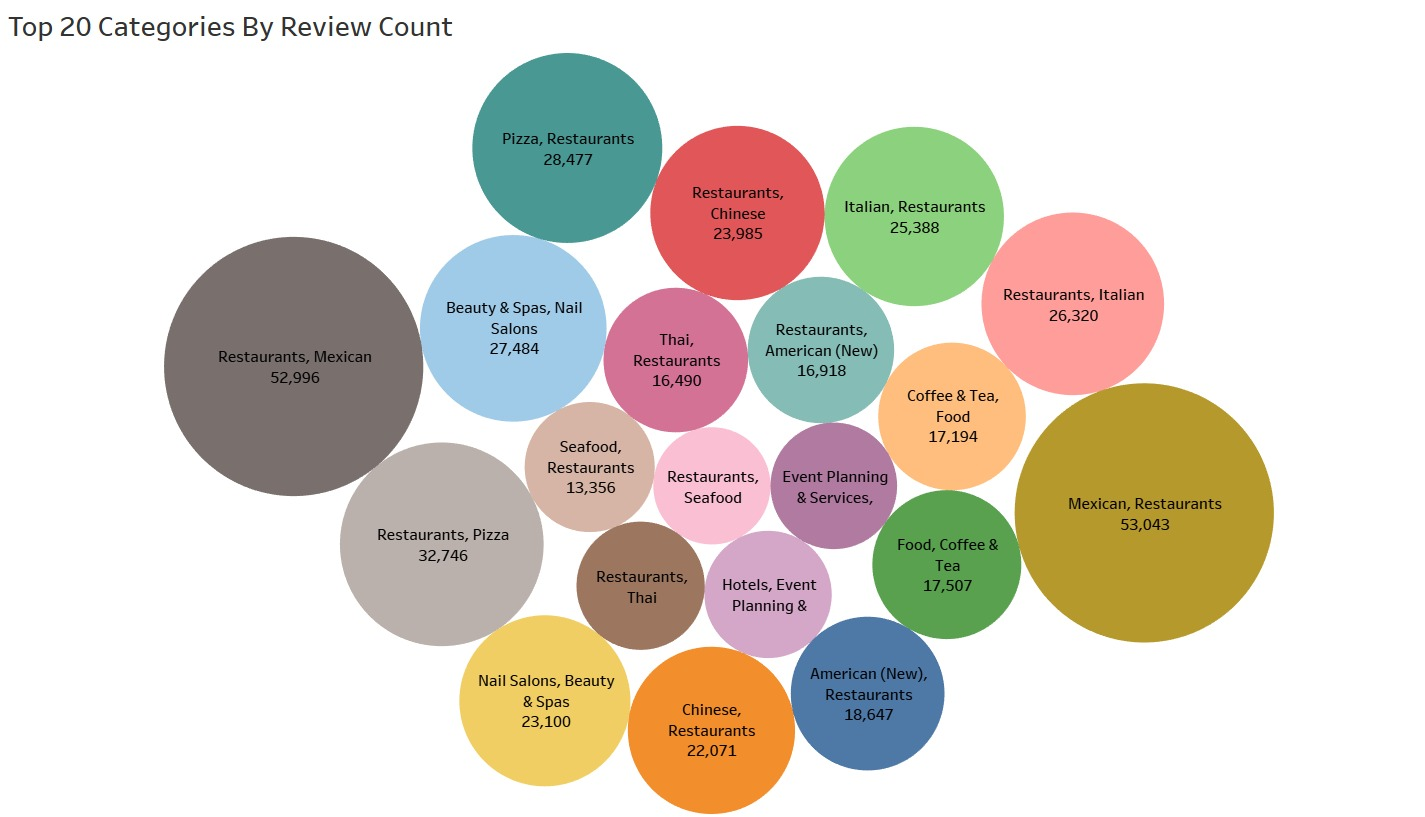 Top 20 Categories By Review Count
Pizza, Restaurants
28,477
Restaurants,
Chinese
23,985
Italian, Restaurants
25,388
Restaurants, Italian
26,320
Beauty & Spas, Nail
Salons
27,484
Restaurants, Mexican
52,996
Thai,
Restaurants
16,490
Restaurants,
American (New)
16,918
Coffee & Tea,
Food
17,194
Seafood,
Restaurants
13,356
Restaurants,
Seafood
Event Planning
& Services,
Mexican, Restaurants
53,043
Restaurants, Pizza
32,746
Food, Coffee &
Tea
17,507
Restaurants,
Thai
Hotels, Event
Planning &
Nail Salons, Beauty
& Spas
23,100
Chinese,
Restaurants
22,071
American (New),
Restaurants
18,647